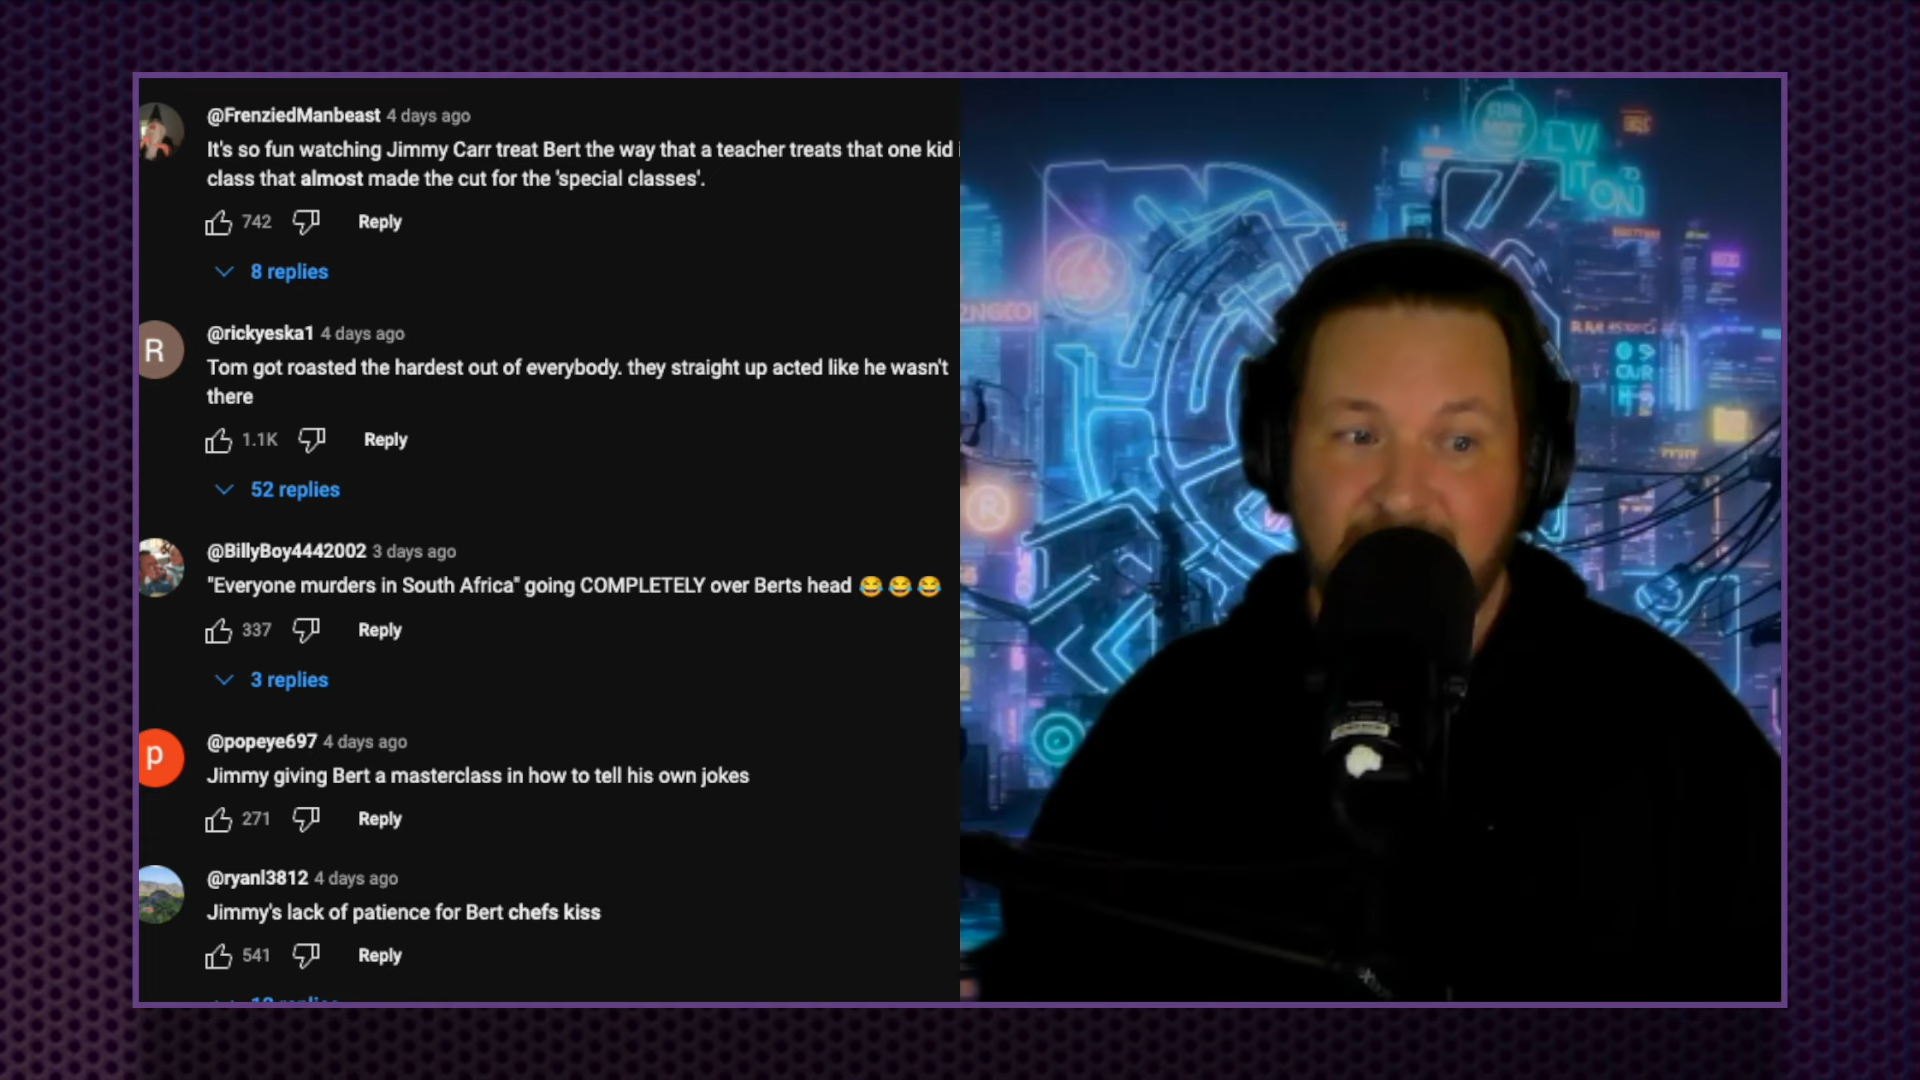 @FrenziedManbeast 4 days ago
It's so fun watching Jimmy Carr treat Bert the way that a teacher treats that one kid
class that almost made the cut for the 'special classes'.
742 Reply
8 replies
R
@rickyeska1 4 days ago
Tom got roasted the hardest out of everybody. they straight up acted like he wasn't
there
1.1K Reply
52 replies
@BillyBoy4442002 3 days ago
"Everyone murders in South Africa" going COMPLETELY over Berts head 😂😂😂
337 Reply
3 replies
p
@popeye697 4 days ago
Jimmy giving Bert a masterclass in how to tell his own jokes
271 Reply
@ryanl3812 4 days ago
Jimmy's lack of patience for Bert chefs kiss
541 Reply
R